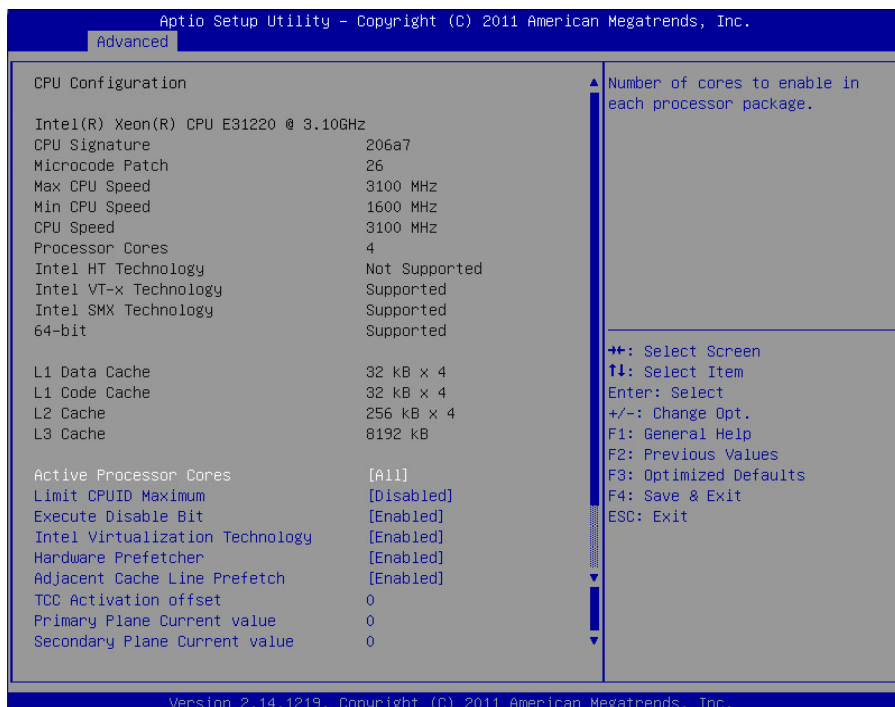 Aptio Setup Utility – Copyright (C) 2011 American Megatrends, Inc.
Advanced
CPU Configuration
Intel(R) Xeon(R) CPU E31220 @ 3.10GHz
CPU Signature 206a7
Microcode Patch 26
Max CPU Speed 3100 MHz
Min CPU Speed 1600 MHz
CPU Speed 3100 MHz
Processor Cores 4
Intel HT Technology Not Supported
Intel VT-x Technology Supported
Intel SMX Technology Supported
64-bit Supported
L1 Data Cache 32 kB x 4
L1 Code Cache 32 kB x 4
L2 Cache 256 kB x 4
L3 Cache 8192 kB
Active Processor Cores [All]
Limit CPUID Maximum [Disabled]
Execute Disable Bit [Enabled]
Intel Virtualization Technology [Enabled]
Hardware Prefetcher [Enabled]
Adjacent Cache Line Prefetch [Enabled]
TCC Activation offset 0
Primary Plane Current value 0
Secondary Plane Current value 0
Number of cores to enable in
each processor package.
→←: Select Screen
↑↓: Select Item
Enter: Select
+/-: Change Opt.
F1: General Help
F2: Previous Values
F3: Optimized Defaults
F4: Save & Exit
ESC: Exit
Version 2.14.1219. Copyright (C) 2011 American Megatrends, Inc.